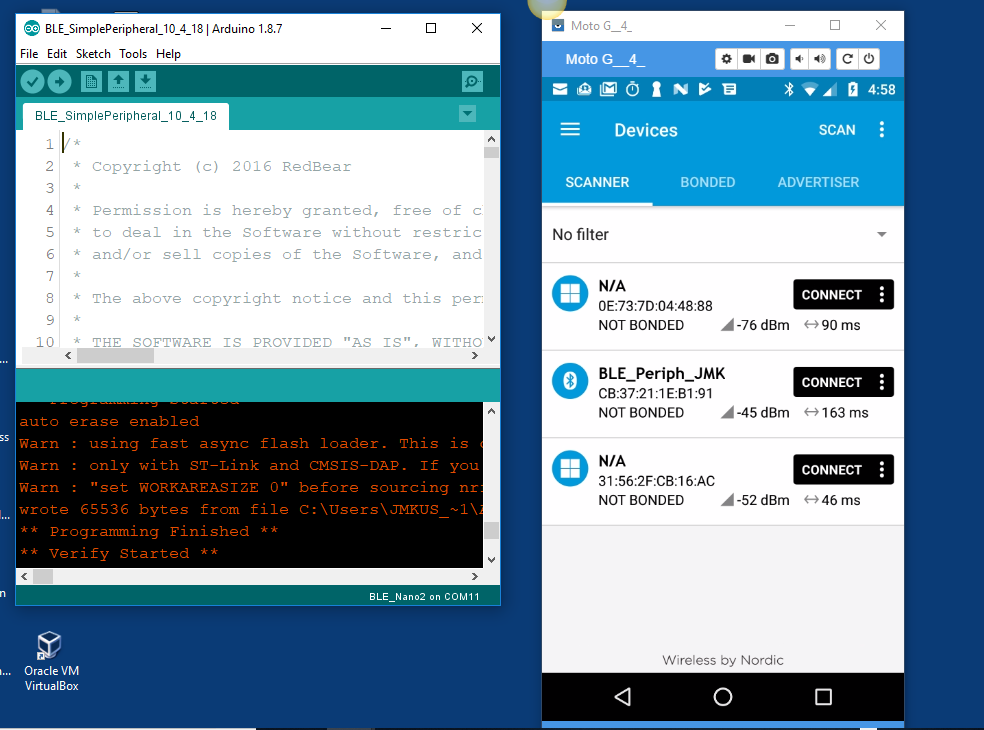 BLE_SimplePeripheral_10_4_18 | Arduino 1.8.7
File Edit Sketch Tools Help
BLE_SimplePeripheral_10_4_18
1 /*
2 * Copyright (c) 2016 RedBear
3 *
4 * Permission is hereby granted, free of c
5 * to deal in the Software without restric
6 * and/or sell copies of the Software, and
7 *
8 * The above copyright notice and this per
9 *
10 * THE SOFTWARE IS PROVIDED "AS IS", WITHO
** Programming Started **
auto erase enabled
Warn : using fast async flash loader. This is
Warn : only with ST-Link and CMSIS-DAP. If you
Warn : "set WORKAREASIZE 0" before sourcing nr
wrote 65536 bytes from file C:\Users\JMKUS_~1\
** Programming Finished **
** Verify Started **
BLE_Nano2 on COM11
Oracle VM
VirtualBox
Moto G__4_
Moto G__4_
4:58
Devices
SCAN
SCANNER BONDED ADVERTISER
No filter
N/A
0E:73:7D:04:48:88
NOT BONDED -76 dBm 90 ms
CONNECT
BLE_Periph_JMK
CB:37:21:1E:B1:91
NOT BONDED -45 dBm 163 ms
CONNECT
N/A
31:56:2F:CB:16:AC
NOT BONDED -52 dBm 46 ms
CONNECT
Wireless by Nordic